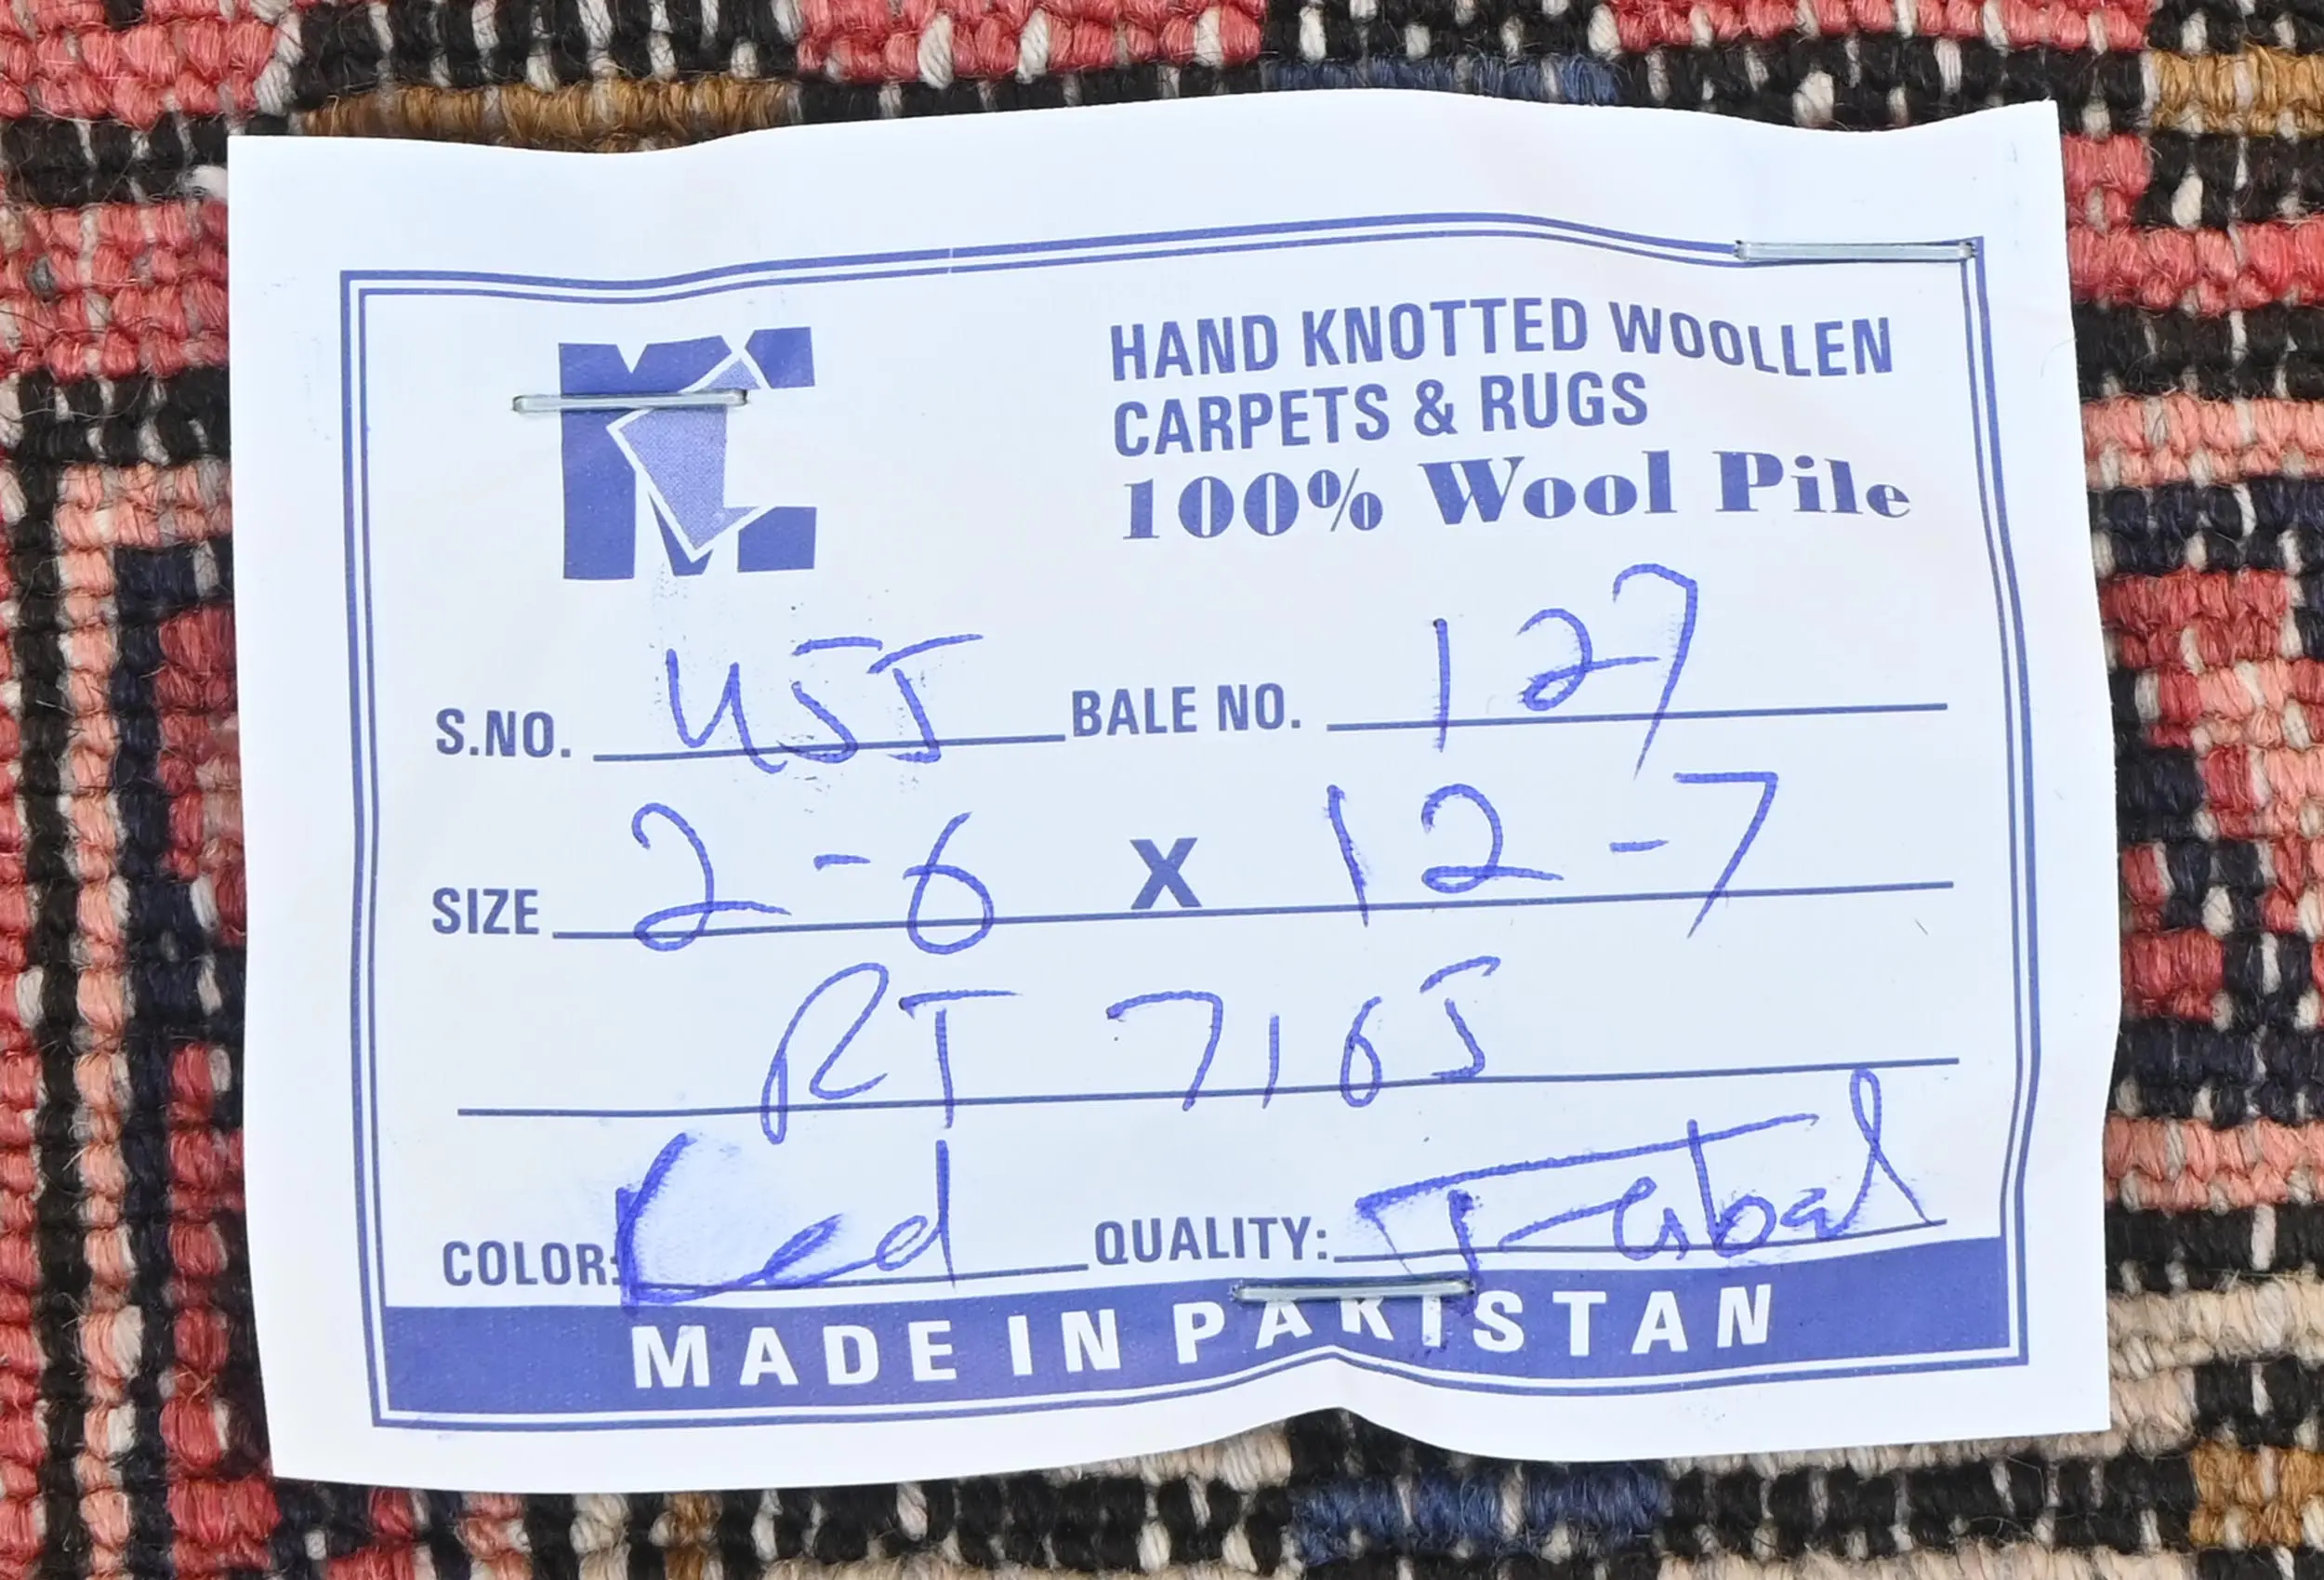 MC
HAND KNOTTED WOOLLEN
CARPETS & RUGS
100% Wool Pile
S.NO. 455 BALE NO. 127
SIZE 2-6 X 12-7
RT 7165
COLOR: Red QUALITY:
MADE IN PAKISTAN